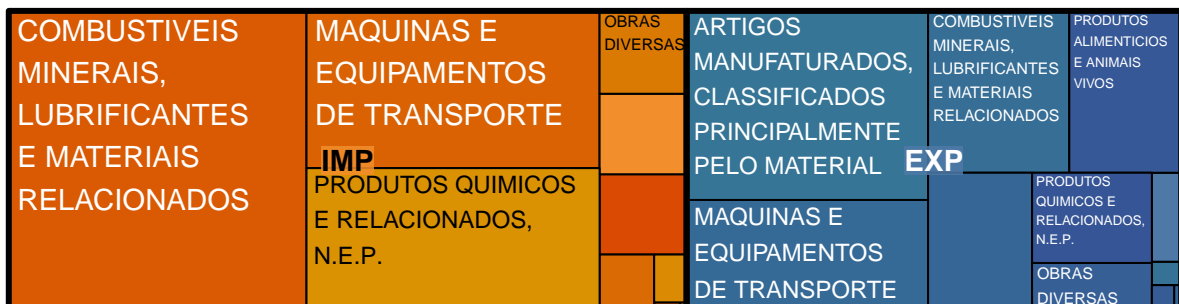 COMBUSTIVEIS
MINERAIS,
LUBRIFICANTES
E MATERIAIS
RELACIONADOS
MAQUINAS E
EQUIPAMENTOS
DE TRANSPORTE
IMP
PRODUTOS QUIMICOS
E RELACIONADOS,
N.E.P.
OBRAS
DIVERSAS
ARTIGOS
MANUFATURADOS,
CLASSIFICADOS
PRINCIPALMENTE
PELO MATERIAL
EXP
MAQUINAS E
EQUIPAMENTOS
DE TRANSPORTE
COMBUSTIVEIS
MINERAIS,
LUBRIFICANTES
E MATERIAIS
RELACIONADOS
PRODUTOS
ALIMENTICIOS
E ANIMAIS
VIVOS
PRODUTOS
QUIMICOS E
RELACIONADOS,
N.E.P.
OBRAS
DIVERSAS